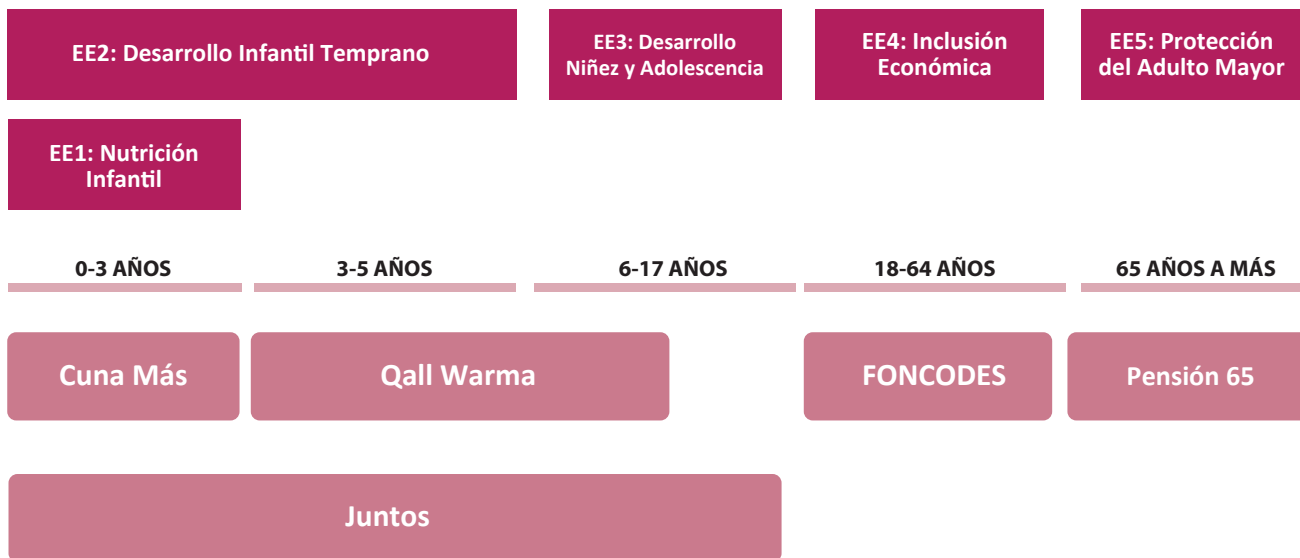 EE2: Desarrollo Infantil Temprano
EE3: Desarrollo
Niñez y Adolescencia
EE4: Inclusión
Económica
EE5: Protección
del Adulto Mayor
EE1: Nutrición
Infantil
0-3 AÑOS
3-5 AÑOS
6-17 AÑOS
18-64 AÑOS
65 AÑOS A MÁS
Cuna Más
Qall Warma
FONCODES
Pensión 65
Juntos